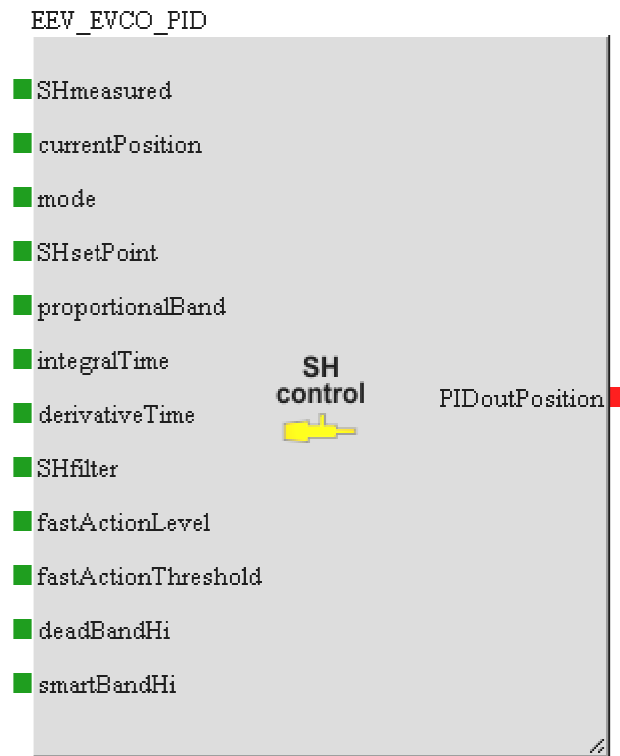 EEV_EVCO_PID
SHmeasured
currentPosition
mode
SHsetPoint
proportionalBand
integralTime
SH
control
PIDoutPosition
derivativeTime
SHfilter
fastActionLevel
fastActionThreshold
deadBandHi
smartBandHi